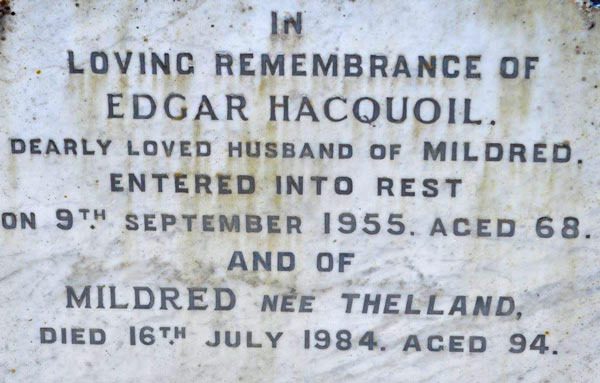 IN
LOVING REMEMBRANCE OF
EDGAR HACQUOIL.
DEARLY LOVED HUSBAND OF MILDRED.
ENTERED INTO REST
ON 9TH. SEPTEMBER 1955. AGED 68.
AND OF
MILDRED NEE THELLAND,
DIED 16TH. JULY 1984. AGED 94.